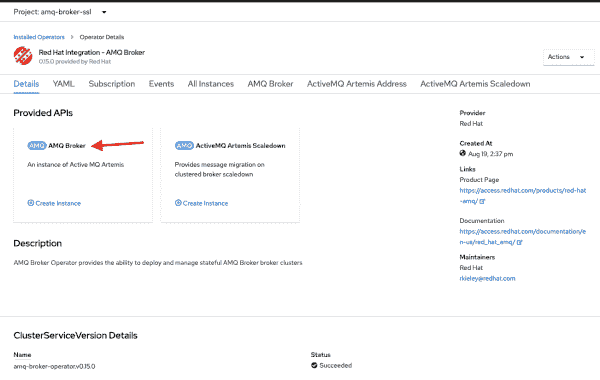 Project: amq-broker-ssl
Installed Operators > Operator Details
Red Hat Integration - AMQ Broker
0.15.0 provided by Red Hat
Actions
Details YAML Subscription Events All Instances AMQ Broker ActiveMQ Artemis Address ActiveMQ Artemis Scaledown
Provided APIs
AMQ AMQ Broker
An instance of Active MQ Artemis
Create Instance
AMQ ActiveMQ Artemis Scaledown
Provides message migration on
clustered broker scaledown
Create Instance
Provider
Red Hat
Created At
Aug 19, 2:37 pm
Links
Product Page
https://access.redhat.com/products/red-hat
-amq/
Documentation
https://access.redhat.com/documentation/e
n-us/red_hat_amq/
Maintainers
Red Hat
rkieley@redhat.com
Description
AMQ Broker Operator provides the ability to deploy and manage stateful AMQ Broker broker clusters
ClusterServiceVersion Details
Name
amq-broker-operator.v0.15.0
Status
Succeeded